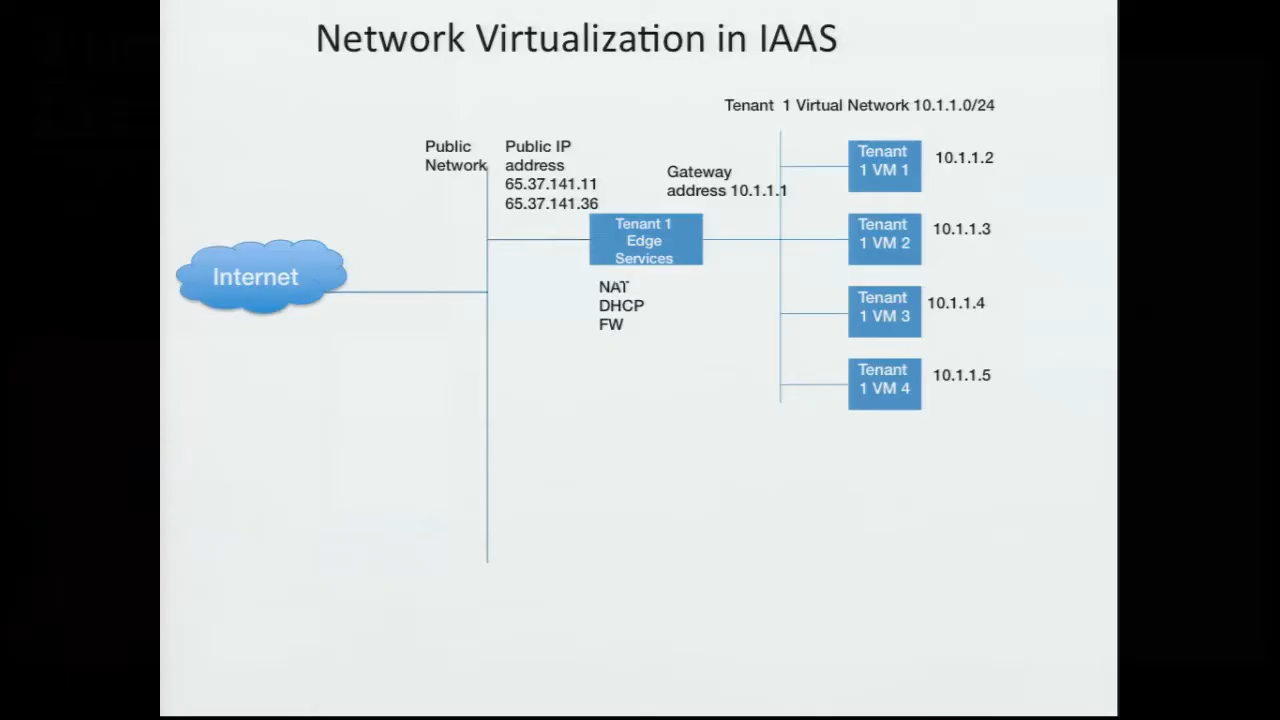 Network Virtualization in IAAS
Tenant 1 Virtual Network 10.1.1.0/24
Public
Network
Public IP
address
65.37.141.11
65.37.141.36
Gateway
address 10.1.1.1
Tenant
1 VM 1
10.1.1.2
Tenant 1
Edge
Services
Tenant
1 VM 2
10.1.1.3
Internet
NAT
DHCP
FW
Tenant
1 VM 3
10.1.1.4
Tenant
1 VM 4
10.1.1.5